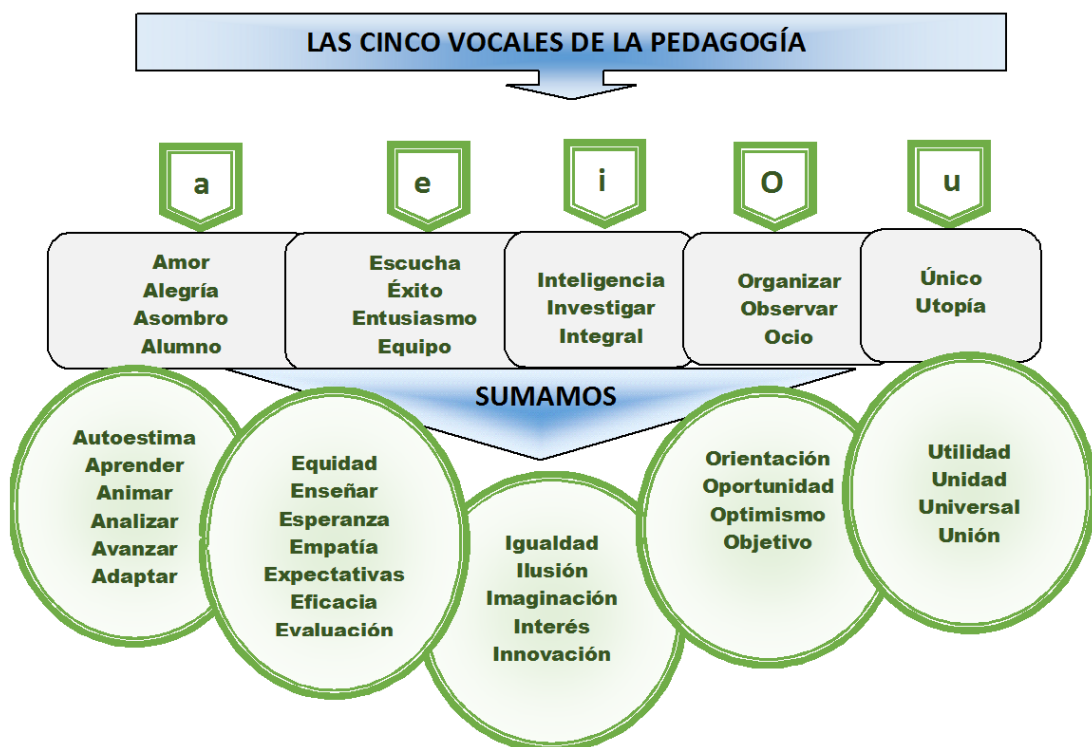 LAS CINCO VOCALES DE LA PEDAGOGÍA
a
e
i
O
u
Amor
Alegría
Asombro
Alumno
Escucha
Éxito
Entusiasmo
Equipo
Inteligencia
Investigar
Integral
Organizar
Observar
Ocio
Único
Utopía
SUMAMOS
Autoestima
Aprender
Animar
Analizar
Avanzar
Adaptar
Equidad
Enseñar
Esperanza
Empatía
Expectativas
Eficacia
Evaluación
Igualdad
Ilusión
Imaginación
Interés
Innovación
Orientación
Oportunidad
Optimismo
Objetivo
Utilidad
Unidad
Universal
Unión